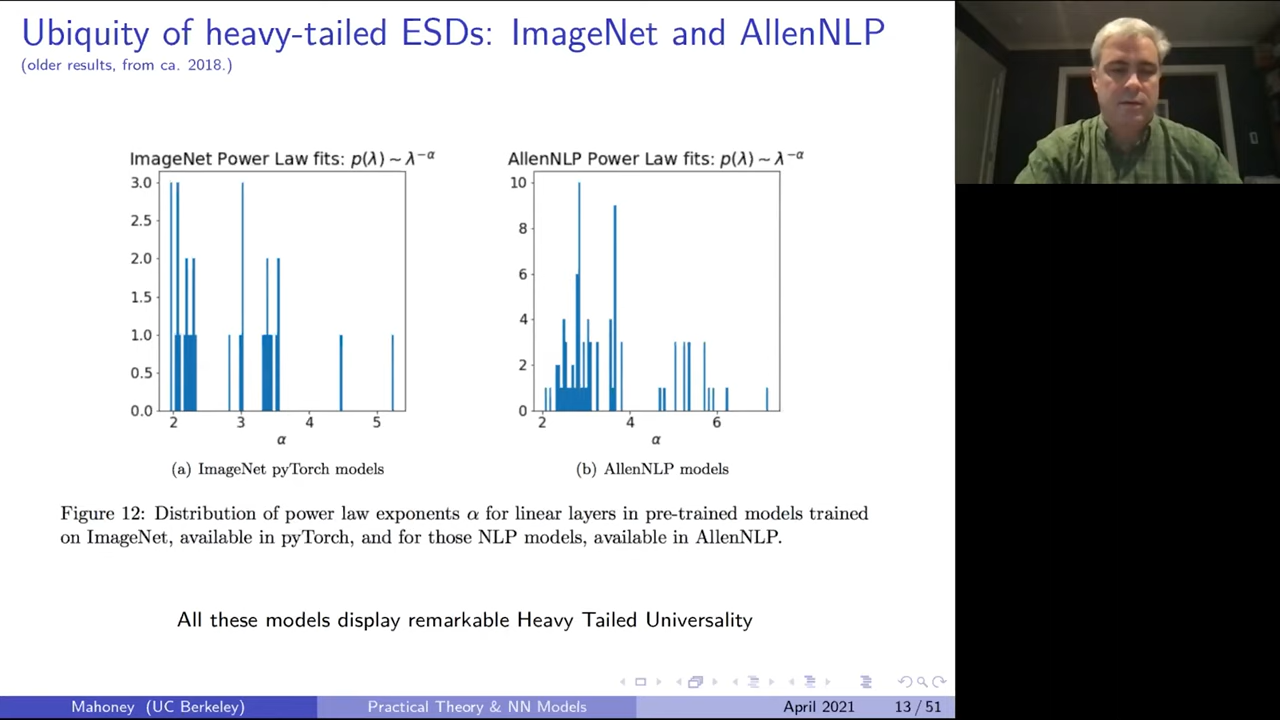 Ubiquity of heavy-tailed ESDs: ImageNet and AllenNLP
(older results, from ca. 2018.)
ImageNet Power Law fits: p(λ) ~ λ^−α
3.0
2.5
2.0
1.5
1.0
0.5
0.0
2 3 4 5
α
(a) ImageNet pyTorch models
AllenNLP Power Law fits: p(λ) ~ λ^−α
10
8
6
4
2
0
2 4 6
α
(b) AllenNLP models
Figure 12: Distribution of power law exponents α for linear layers in pre-trained models trained
on ImageNet, available in pyTorch, and for those NLP models, available in AllenNLP.
All these models display remarkable Heavy Tailed Universality
Mahoney (UC Berkeley) Practical Theory & NN Models April 2021 13 / 51